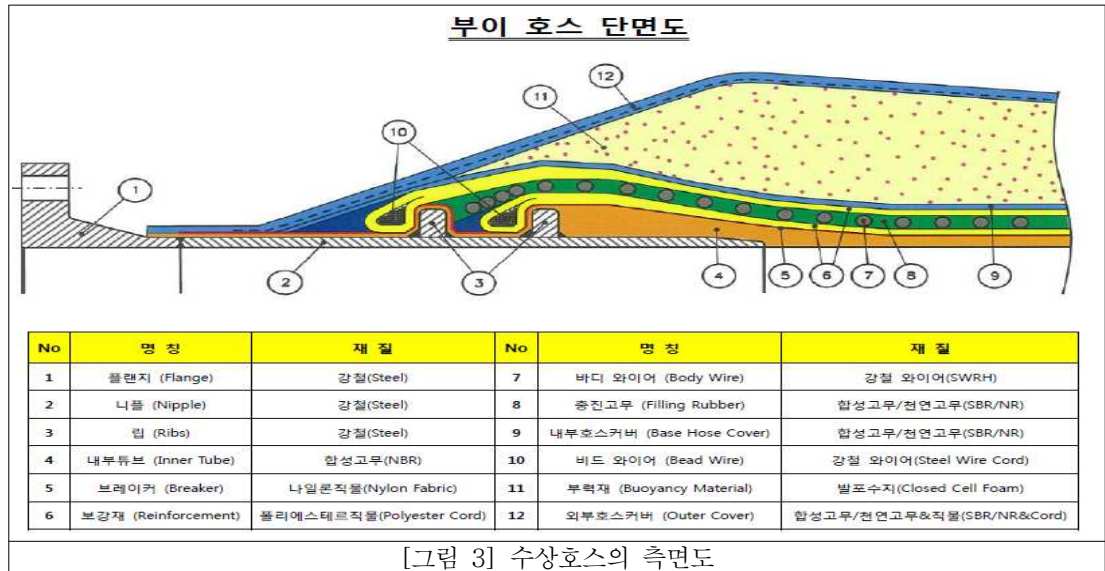 부이 호스 단면도
12
11
10
1
2
3
4
5
6
7
8
9
No 명 칭 재 질 No 명 칭 재 질
1 플랜지 (Flange) 강철(Steel) 7 바디 와이어 (Body Wire) 강철 와이어(SWRH)
2 니플 (Nipple) 강철(Steel) 8 충진고무 (Filling Rubber) 합성고무/천연고무(SBR/NR)
3 립 (Ribs) 강철(Steel) 9 내부호스커버 (Base Hose Cover) 합성고무/천연고무(SBR/NR)
4 내부튜브 (Inner Tube) 합성고무(NBR) 10 비드 와이어 (Bead Wire) 강철 와이어(Steel Wire Cord)
5 브레이커 (Breaker) 나일론직물(Nylon Fabric) 11 부력재 (Buoyancy Material) 발포수지(Closed Cell Foam)
6 보강재 (Reinforcement) 폴리에스테르직물(Polyester Cord) 12 외부호스커버 (Outer Cover) 합성고무/천연고무&직물(SBR/NR&Cord)
[그림 3] 수상호스의 측면도